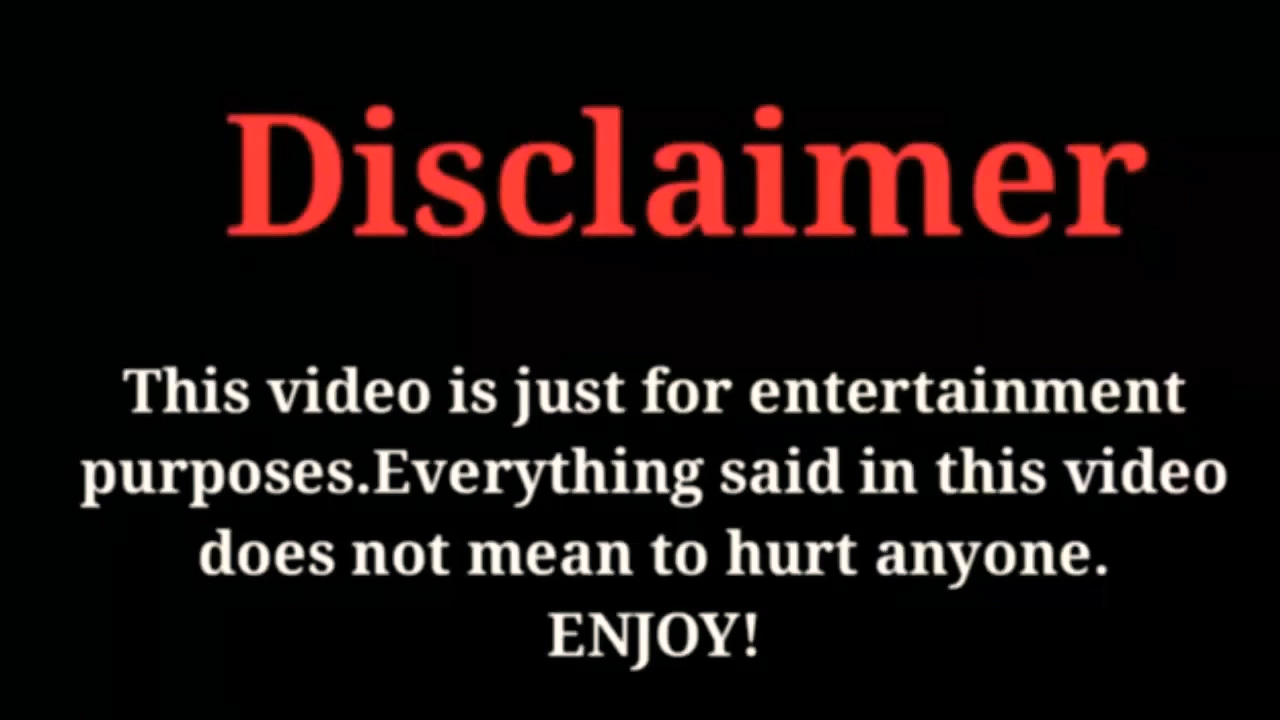 Disclaimer
This video is just for entertainment
purposes.Everything said in this video
does not mean to hurt anyone.
ENJOY!